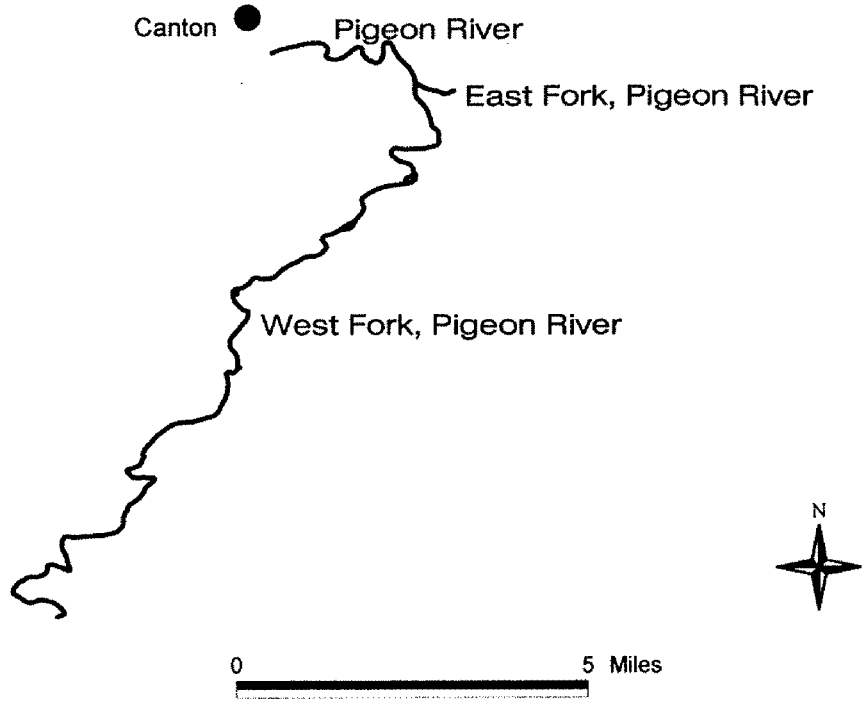 Canton
Pigeon River
East Fork, Pigeon River
West Fork, Pigeon River
N
0 5 Miles